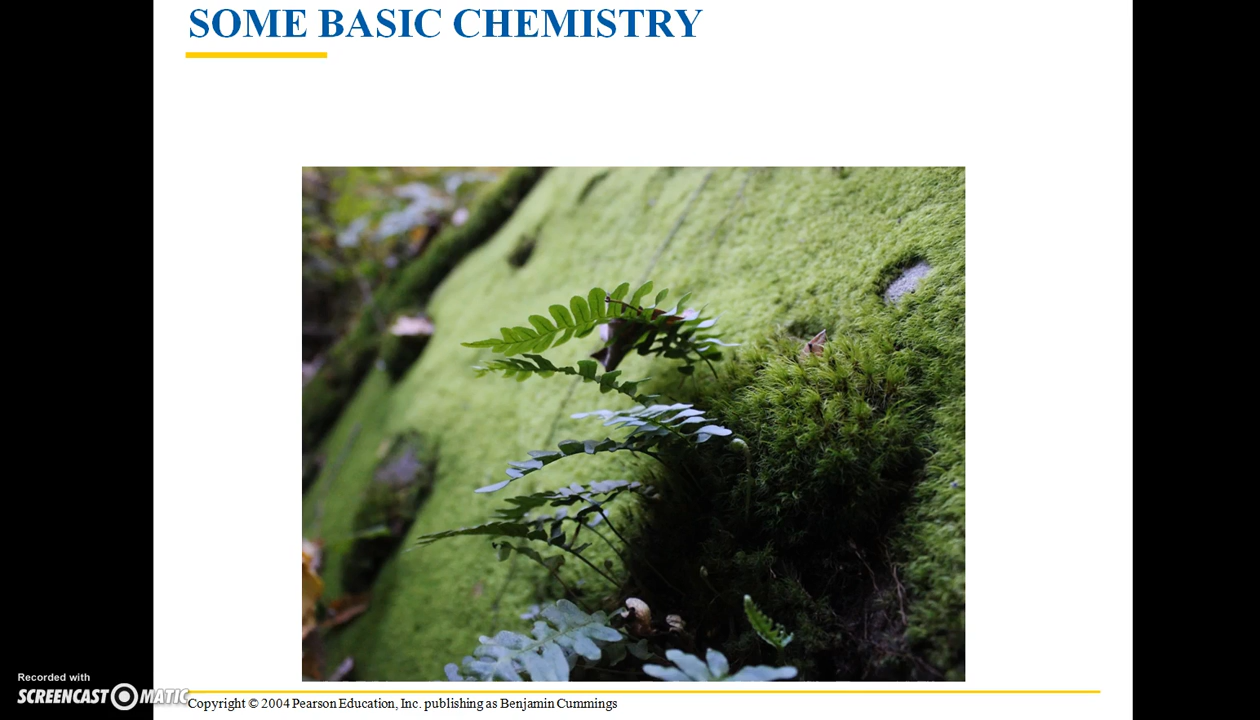 SOME BASIC CHEMISTRY
Recorded with
SCREENCAST O MATIC
Copyright © 2004 Pearson Education, Inc. publishing as Benjamin Cummings